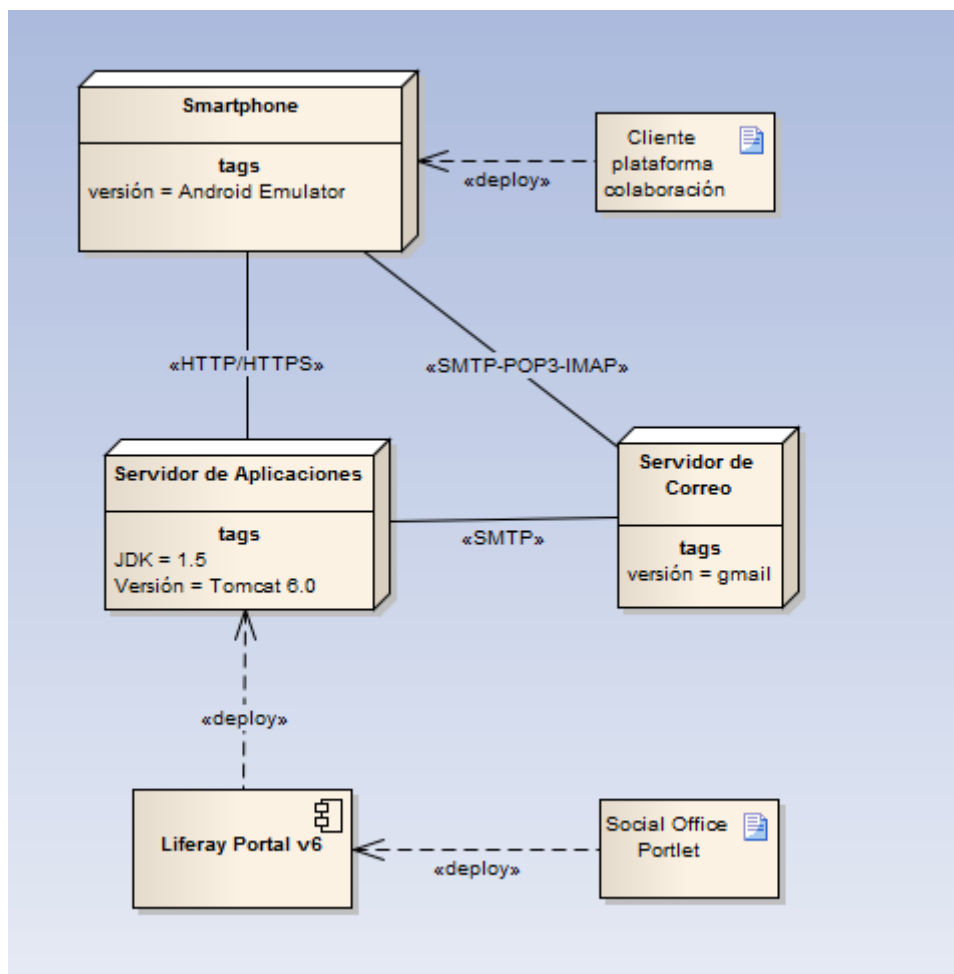 Smartphone
tags
versión = Android Emulator
Cliente
plataforma
colaboración
«deploy»
«HTTP/HTTPS»
«SMTP-POP3-IMAP»
Servidor de Aplicaciones
tags
JDK = 1.5
Versión = Tomcat 6.0
«SMTP»
Servidor de
Correo
tags
versión = gmail
«deploy»
Liferay Portal v6
«deploy»
Social Office
Portlet